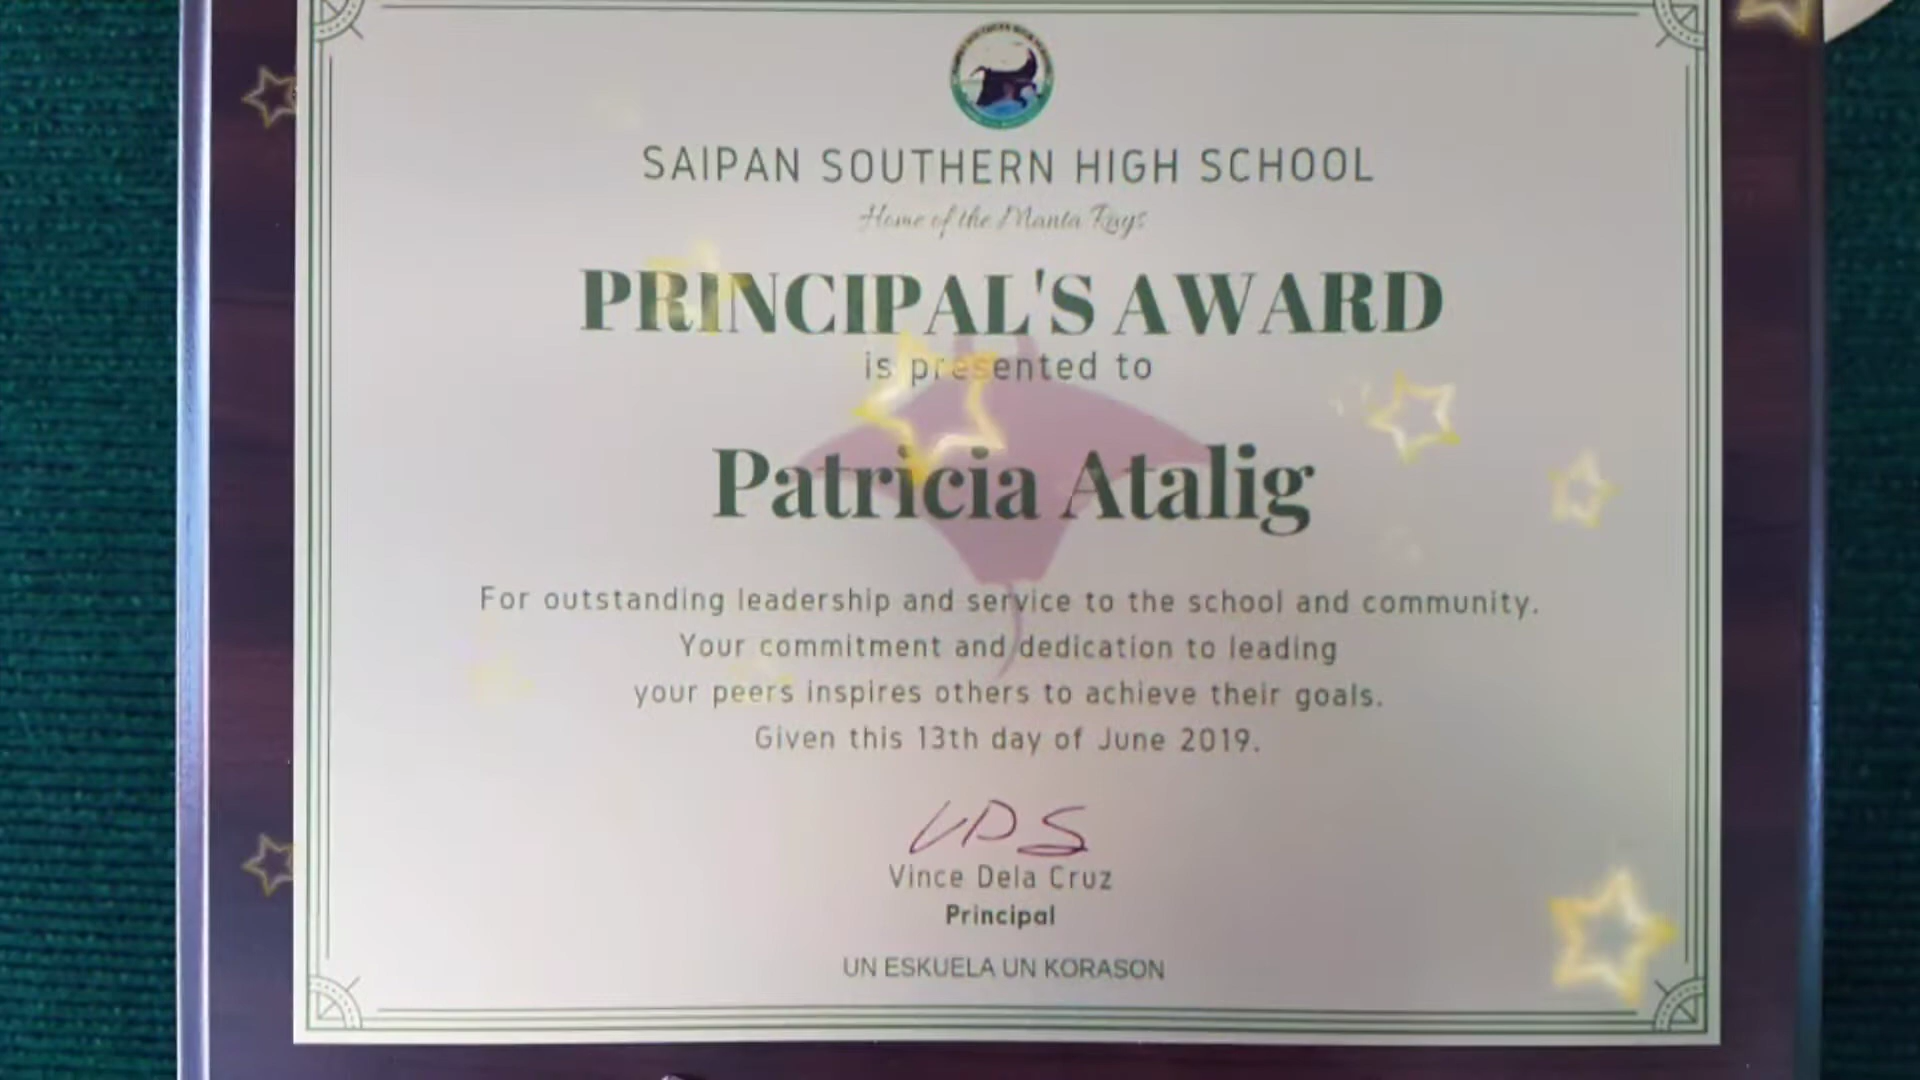 SAIPAN SOUTHERN HIGH SCHOOL
Home of the Manta Rays
PRINCIPAL'S AWARD
is presented to
Patricia Atalig
For outstanding leadership and service to the school and community.
Your commitment and dedication to leading
your peers inspires others to achieve their goals.
Given this 13th day of June 2019.
Vince Dela Cruz
Principal
UN ESKUELA UN KORASON